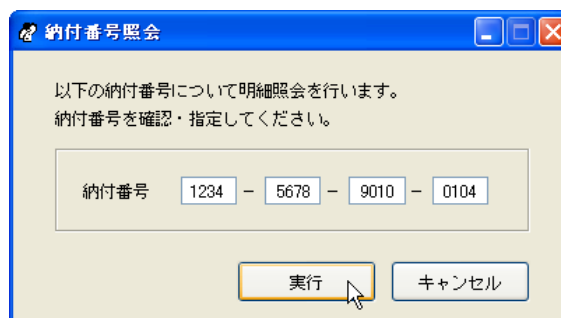 納付番号照会
以下の納付番号について明細照会を行います。
納付番号を確認・指定してください。
納付番号 1234 - 5678 - 9010 - 0104
実行 キャンセル